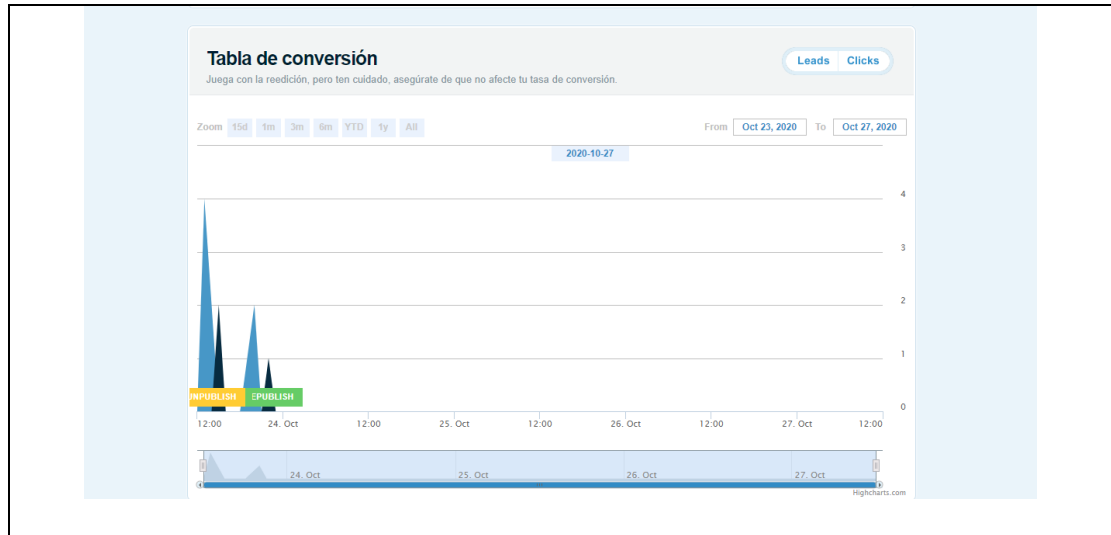 Tabla de conversión
Leads Clicks
Juega con la reedición, pero ten cuidado, asegúrate de que no afecte tu tasa de conversión.
Zoom 15d 1m 3m 6m YTD 1y All From Oct 23, 2020 To Oct 27, 2020
2020-10-27
4
3
2
1
UNPUBLISH EPUBLISH
0
12:00 24. Oct 12:00 25. Oct 12:00 26. Oct 12:00 27. Oct 12:00
24. Oct 25. Oct 26. Oct 27. Oct
Highcharts.com